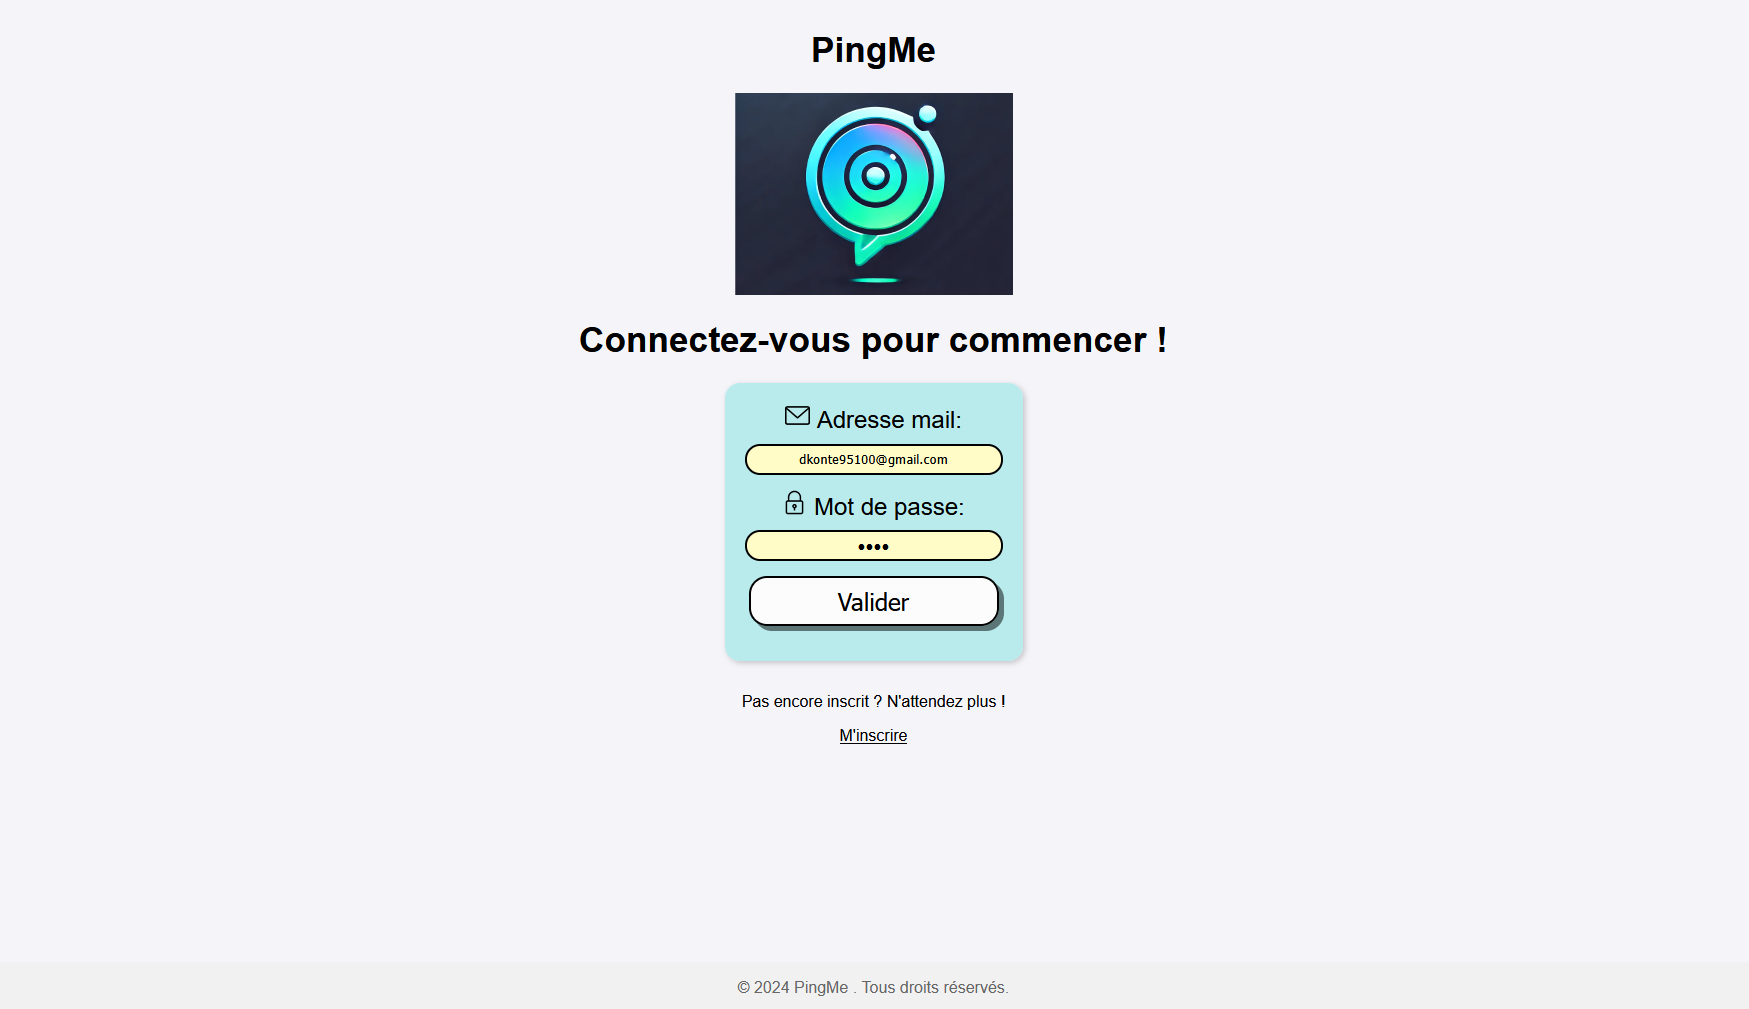 PingMe
Connectez-vous pour commencer !
Adresse mail:
dkonte95100@gmail.com
Mot de passe:
••••
Valider
Pas encore inscrit ? N'attendez plus !
M'inscrire
© 2024 PingMe . Tous droits réservés.